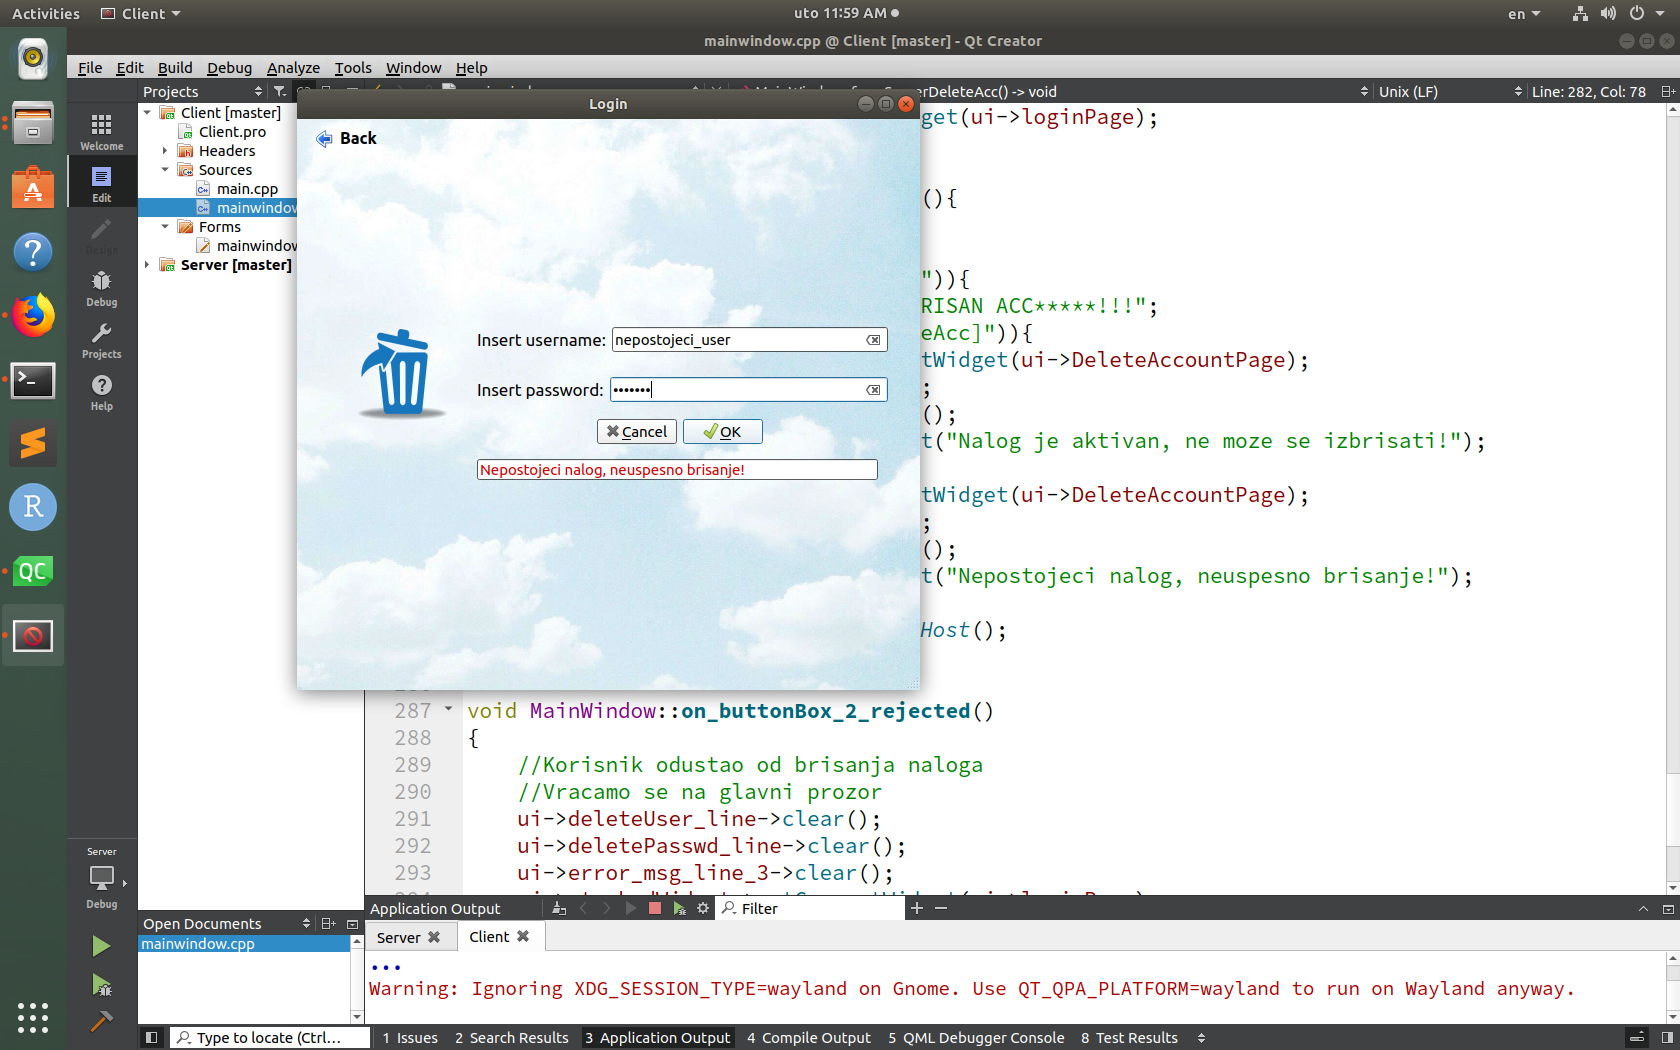 Activities
Client
uto 11:59 AM
en
mainwindow.cpp @ Client [master] - Qt Creator
File Edit Build Debug Analyze Tools Window Help
Projects
erDeleteAcc() -> void
Unix (LF)
Line: 282, Col: 78
Welcome
Edit
Debug
Projects
Help
Client [master]
Client.pro
Headers
Sources
main.cpp
mainwindow
Forms
mainwindow
Server [master]
Login
Back
Insert username: nepostojeci_user
Insert password: •••••••
Cancel
OK
Nepostojeci nalog, neuspesno brisanje!
get(ui->loginPage);
(){
")){
RISAN ACC*****!!!";
eAcc]")){
tWidget(ui->DeleteAccountPage);
;
();
t("Nalog je aktivan, ne moze se izbrisati!");
tWidget(ui->DeleteAccountPage);
;
();
t("Nepostojeci nalog, neuspesno brisanje!");
Host();
287 void MainWindow::on_buttonBox_2_rejected()
288 {
289 //Korisnik odustao od brisanja naloga
290 //Vracamo se na glavni prozor
291 ui->deleteUser_line->clear();
292 ui->deletePasswd_line->clear();
293 ui->error_msg_line_3->clear();
Server
Debug
Open Documents
mainwindow.cpp
Application Output
Filter
Server
Client
...
Warning: Ignoring XDG_SESSION_TYPE=wayland on Gnome. Use QT_QPA_PLATFORM=wayland to run on Wayland anyway.
Type to locate (Ctrl...
1 Issues
2 Search Results
3 Application Output
4 Compile Output
5 QML Debugger Console
8 Test Results